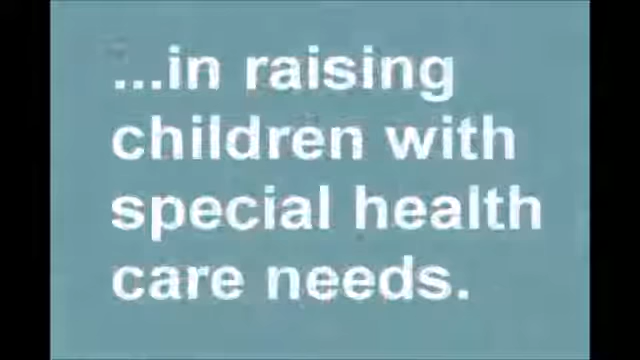 ...in raising
children with
special health
care needs.